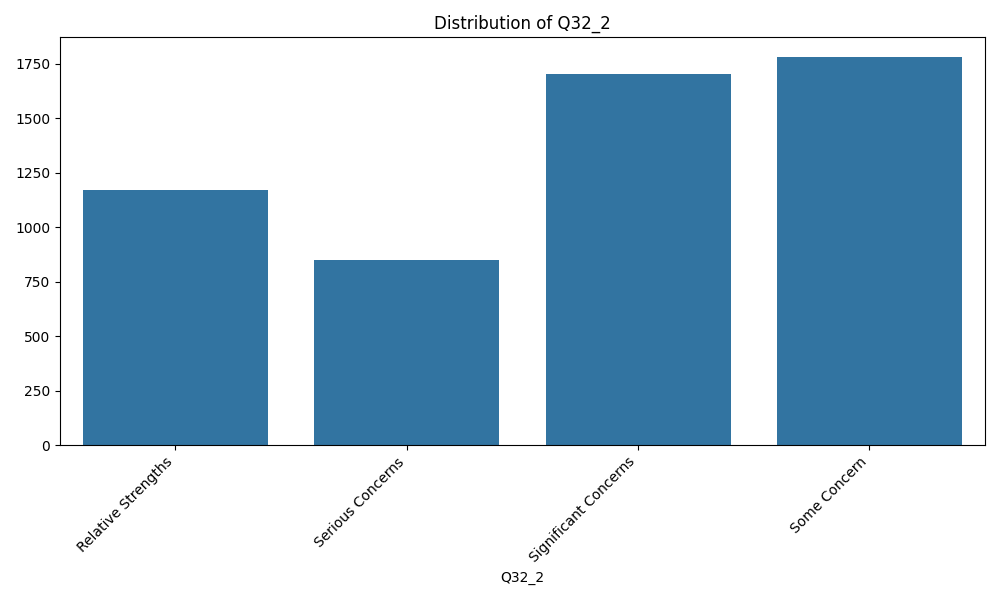 Distribution of Q32_2
1750
1500
1250
1000
750
500
250
0
Relative Strengths
Serious Concerns
Significant Concerns
Some Concern
Q32_2